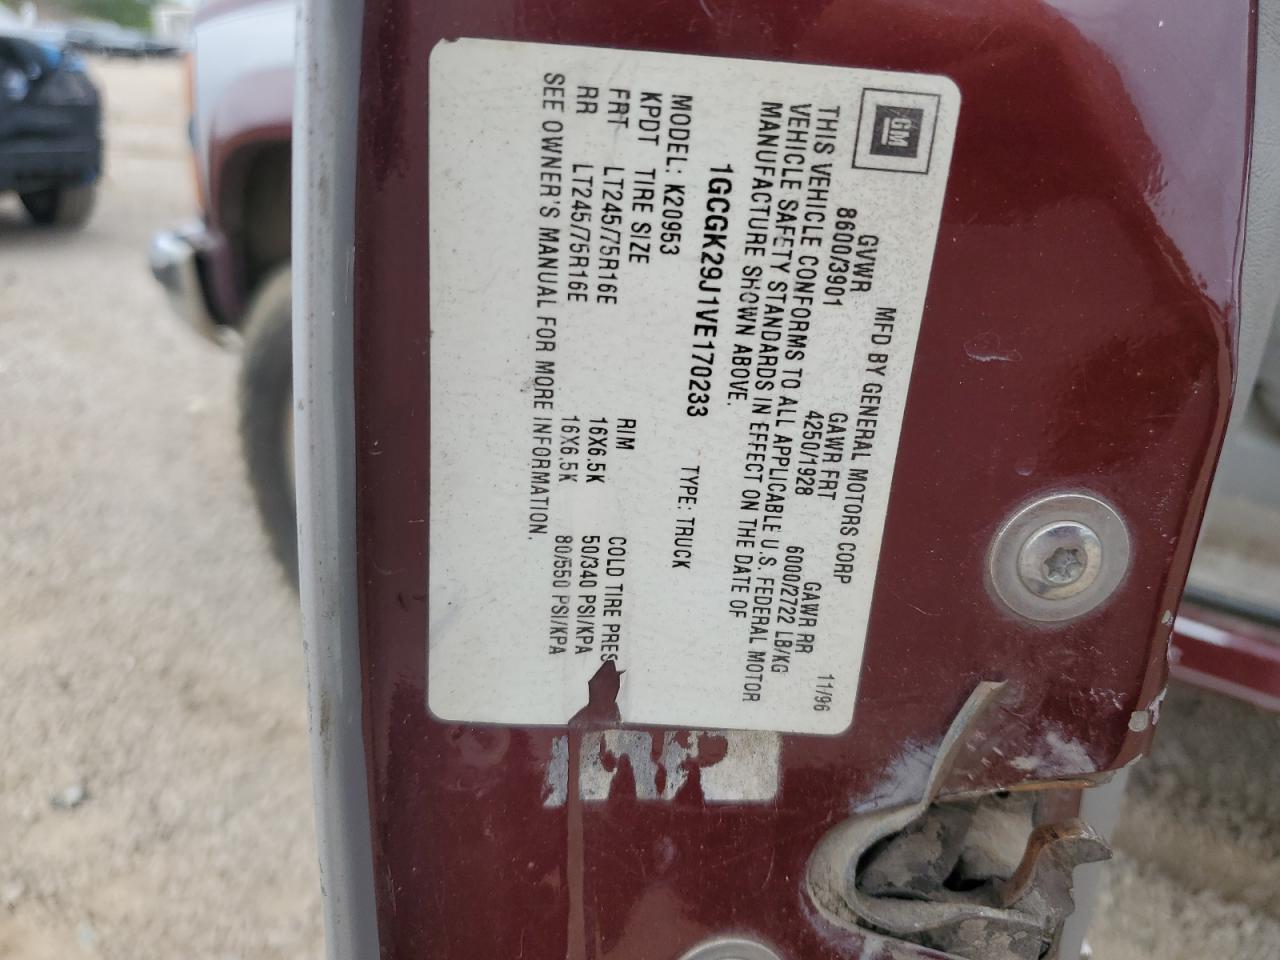 GM
MFD BY GENERAL MOTORS CORP 11/96
GVWR GAWR FRT GAWR RR
8600/3901 4250/1928 6000/2722 LB/KG
THIS VEHICLE CONFORMS TO ALL APPLICABLE U.S. FEDERAL MOTOR
VEHICLE SAFETY STANDARDS IN EFFECT ON THE DATE OF
MANUFACTURE SHOWN ABOVE.
1GCGK29J1VE170233 TYPE: TRUCK
MODEL: K20953
KPDT TIRE SIZE RIM COLD TIRE PRES
FRT LT245/75R16E 16X6.5K 50/340 PSI/KPA
RR LT245/75R16E 16X6.5K 80/550 PSI/KPA
SEE OWNER'S MANUAL FOR MORE INFORMATION.